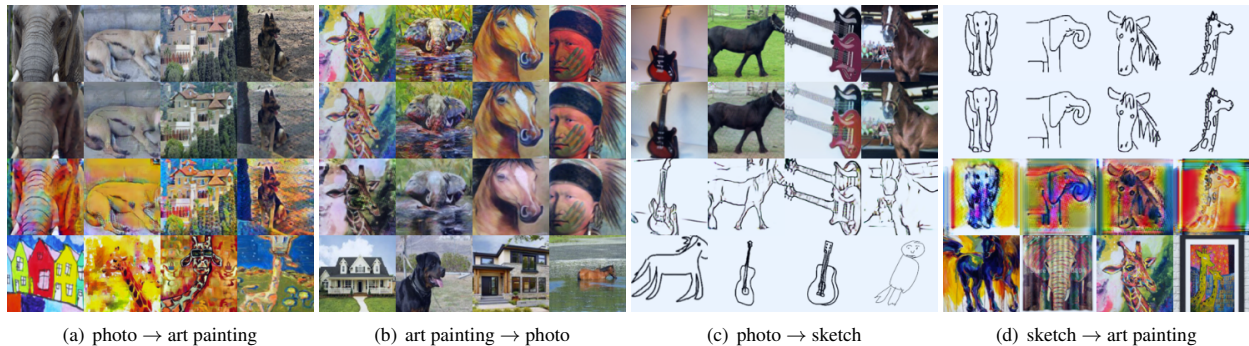 (a) photo → art painting
(b) art painting → photo
(c) photo → sketch
(d) sketch → art painting